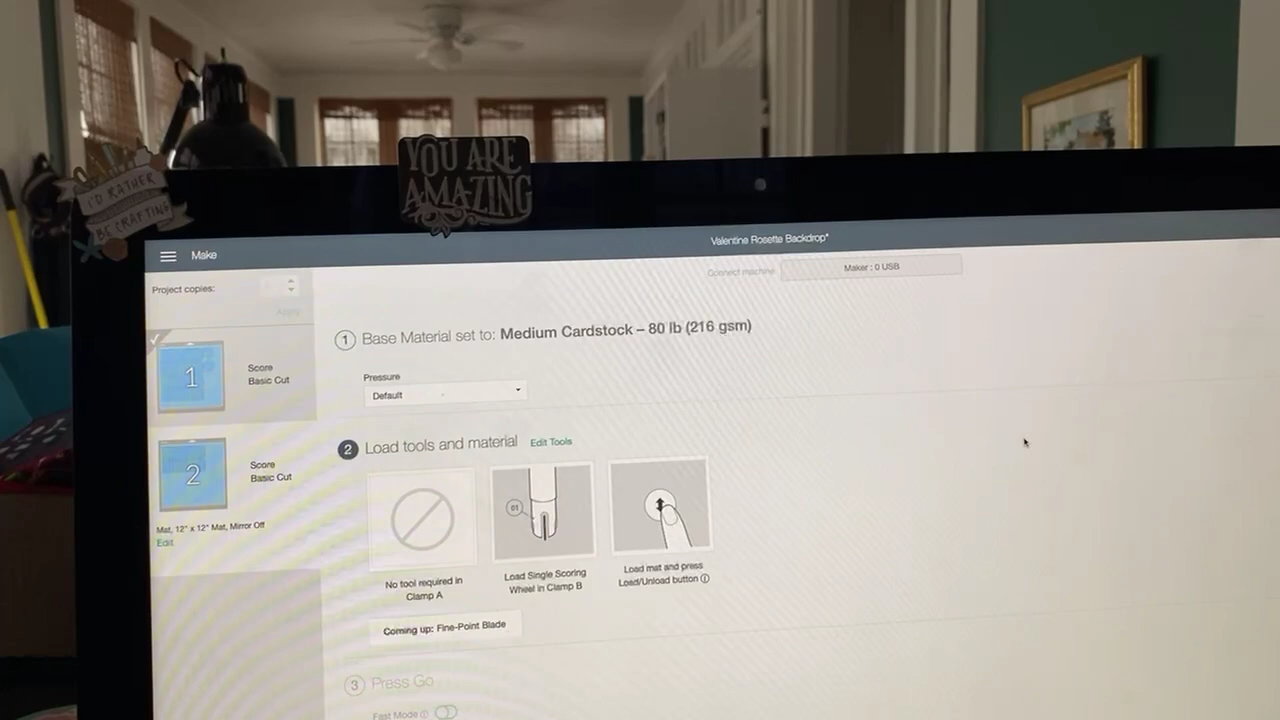 YOU ARE
AMAZING
I'D RATHER
BE CRAFTING
Make
Valentine Rosette Backdrop*
Project copies:
Apply
Connect machine
Maker : 0 USB
1
Score
Basic Cut
2
Score
Basic Cut
Mat, 12" x 12" Mat, Mirror Off
Edit
1 Base Material set to: Medium Cardstock – 80 lb (216 gsm)
Pressure
Default
2 Load tools and material Edit Tools
01
No tool required in
Clamp A
Load Single Scoring
Wheel in Clamp B
Load mat and press
Load/Unload button
Coming up: Fine-Point Blade
3 Press Go
Fast Mode